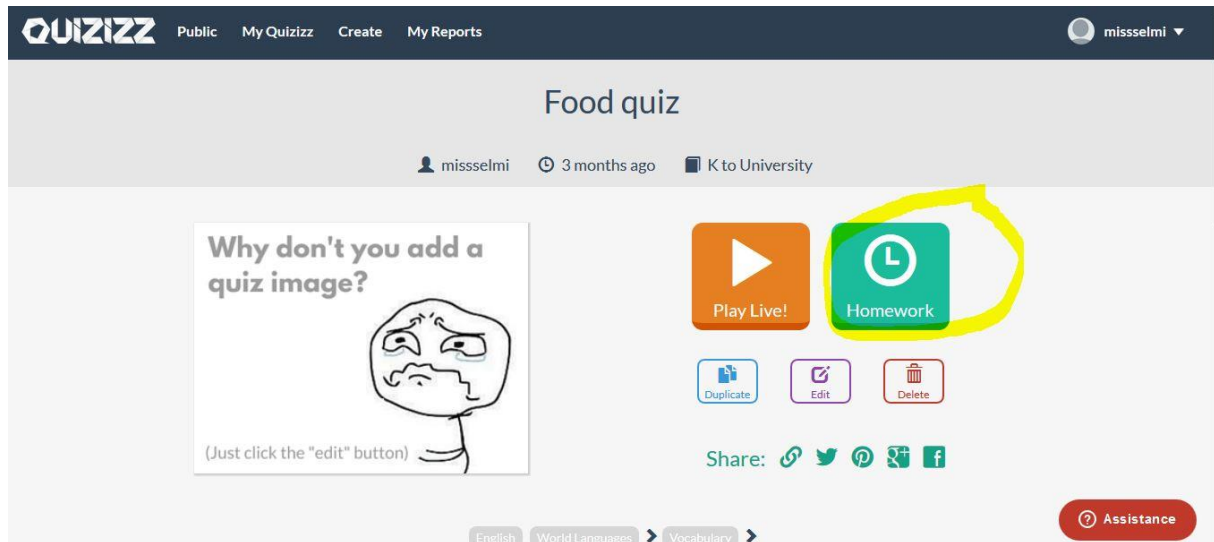 QUIZIZZ Public My Quizizz Create My Reports missselmi
Food quiz
missselmi 3 months ago K to University
Why don't you add a
quiz image?
(Just click the "edit" button)
Play Live! Homework
Duplicate Edit Delete
Share:
English World Languages Vocabulary
Assistance